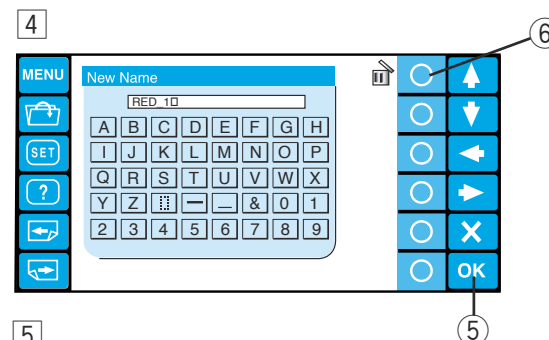 4
6
MENU
New Name
RED_1
A B C D E F G H
SET
I J K L M N O P
?
Q R S T U V W X
Y Z - _ & 0 1
2 3 4 5 6 7 8 9
X
OK
5
5